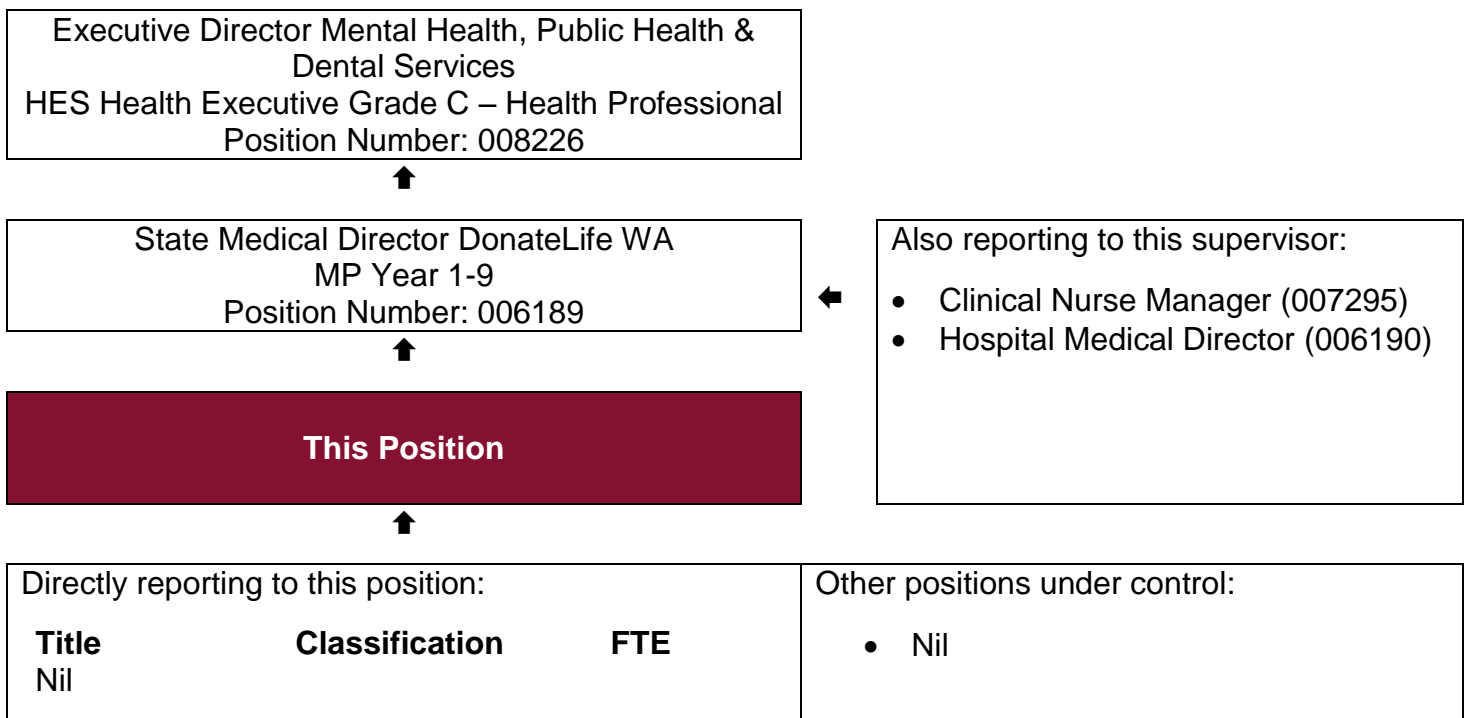 Executive Director Mental Health, Public Health &
Dental Services
HES Health Executive Grade C – Health Professional
Position Number: 008226
State Medical Director DonateLife WA
MP Year 1-9
Position Number: 006189
Also reporting to this supervisor:
• Clinical Nurse Manager (007295)
• Hospital Medical Director (006190)
This Position
Directly reporting to this position:
Title Classification FTE
Nil
Other positions under control:
• Nil